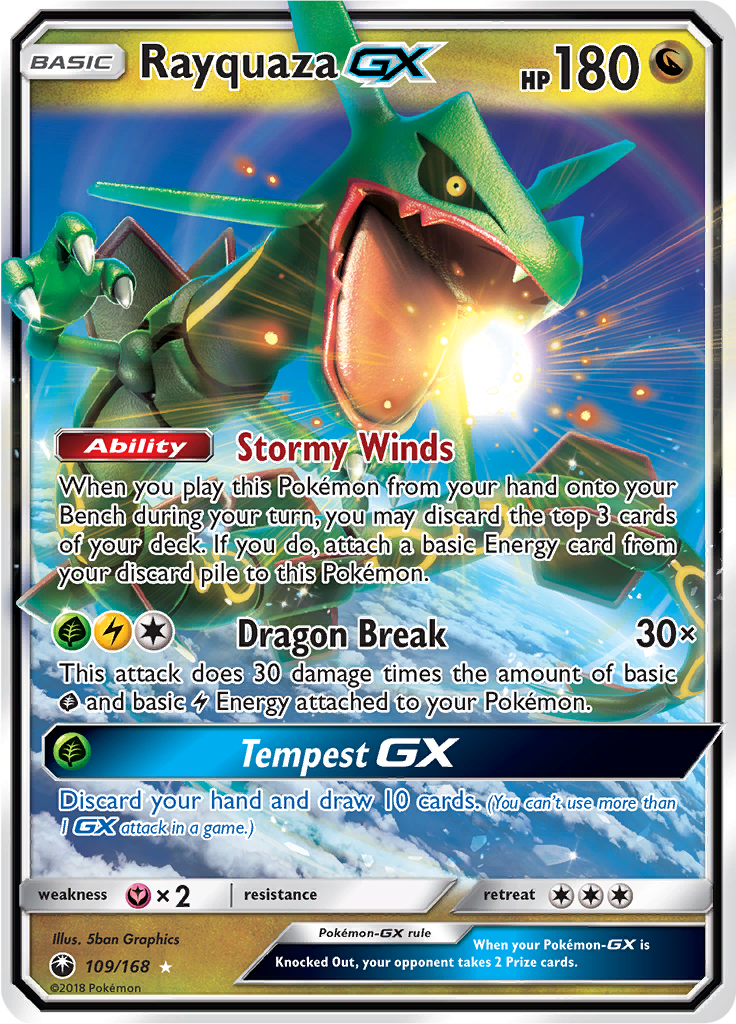 BASIC Rayquaza GX HP 180
Ability Stormy Winds
When you play this Pokémon from your hand onto your
Bench during your turn, you may discard the top 3 cards
of your deck. If you do, attach a basic Energy card from
your discard pile to this Pokémon.
Dragon Break 30×
This attack does 30 damage times the amount of basic
and basic Energy attached to your Pokémon.
Tempest GX
Discard your hand and draw 10 cards. (You can't use more than
1 GX attack in a game.)
weakness × 2 resistance retreat
Illus. 5ban Graphics
109/168
©2018 Pokémon
Pokémon-GX rule
When your Pokémon-GX is
Knocked Out, your opponent takes 2 Prize cards.